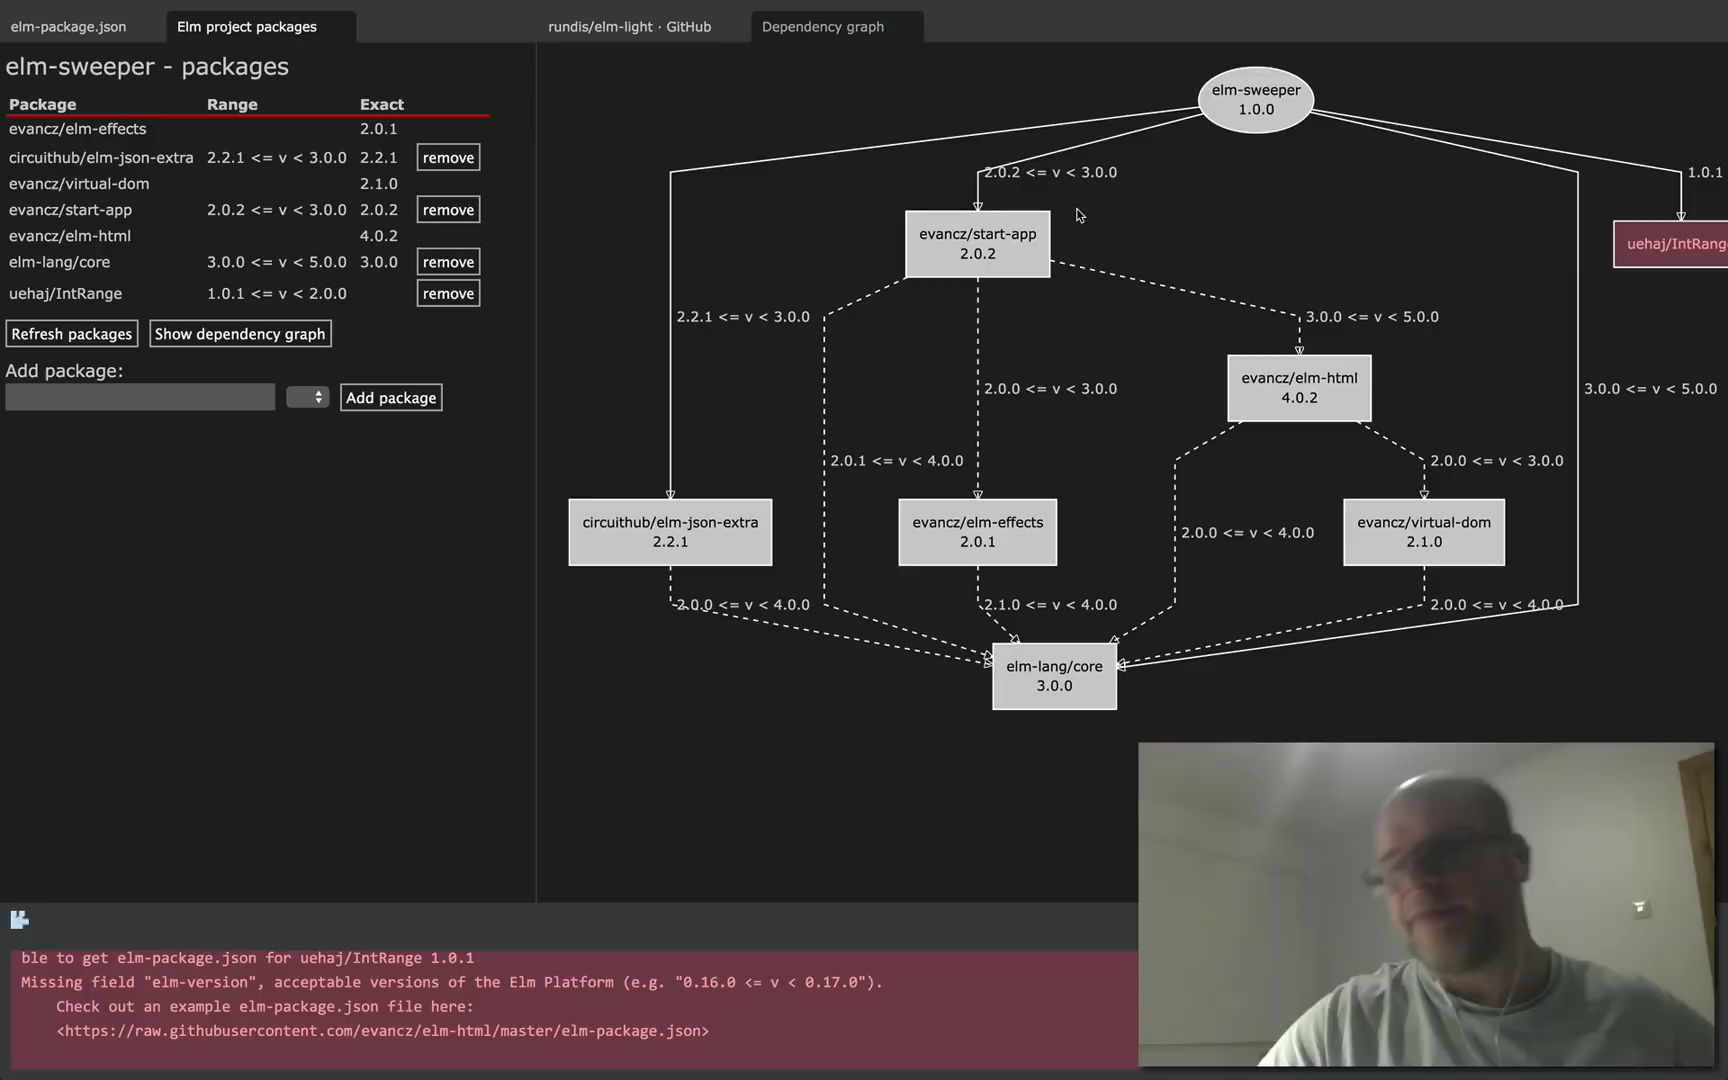 elm-package.json
Elm project packages
rundis/elm-light · GitHub
Dependency graph
elm-sweeper - packages
Package Range Exact
evancz/elm-effects 2.0.1
circuithub/elm-json-extra 2.2.1 <= v < 3.0.0 2.2.1 remove
evancz/virtual-dom 2.1.0
evancz/start-app 2.0.2 <= v < 3.0.0 2.0.2 remove
evancz/elm-html 4.0.2
elm-lang/core 3.0.0 <= v < 5.0.0 3.0.0 remove
uehaj/IntRange 1.0.1 <= v < 2.0.0 remove
Refresh packages Show dependency graph
Add package:
Add package
elm-sweeper
1.0.0
2.0.2 <= v < 3.0.0
1.0.1
evancz/start-app
2.0.2
uehaj/IntRang
2.2.1 <= v < 3.0.0
3.0.0 <= v < 5.0.0
evancz/elm-html
4.0.2
2.0.0 <= v < 3.0.0
3.0.0 <= v < 5.0.0
2.0.1 <= v < 4.0.0
2.0.0 <= v < 3.0.0
circuithub/elm-json-extra
2.2.1
evancz/elm-effects
2.0.1
2.0.0 <= v < 4.0.0
evancz/virtual-dom
2.1.0
2.0.0 <= v < 4.0.0
2.1.0 <= v < 4.0.0
2.0.0 <= v < 4.0.0
elm-lang/core
3.0.0
ble to get elm-package.json for uehaj/IntRange 1.0.1
Missing field "elm-version", acceptable versions of the Elm Platform (e.g. "0.16.0 <= v < 0.17.0").
Check out an example elm-package.json file here:
<https://raw.githubusercontent.com/evancz/elm-html/master/elm-package.json>